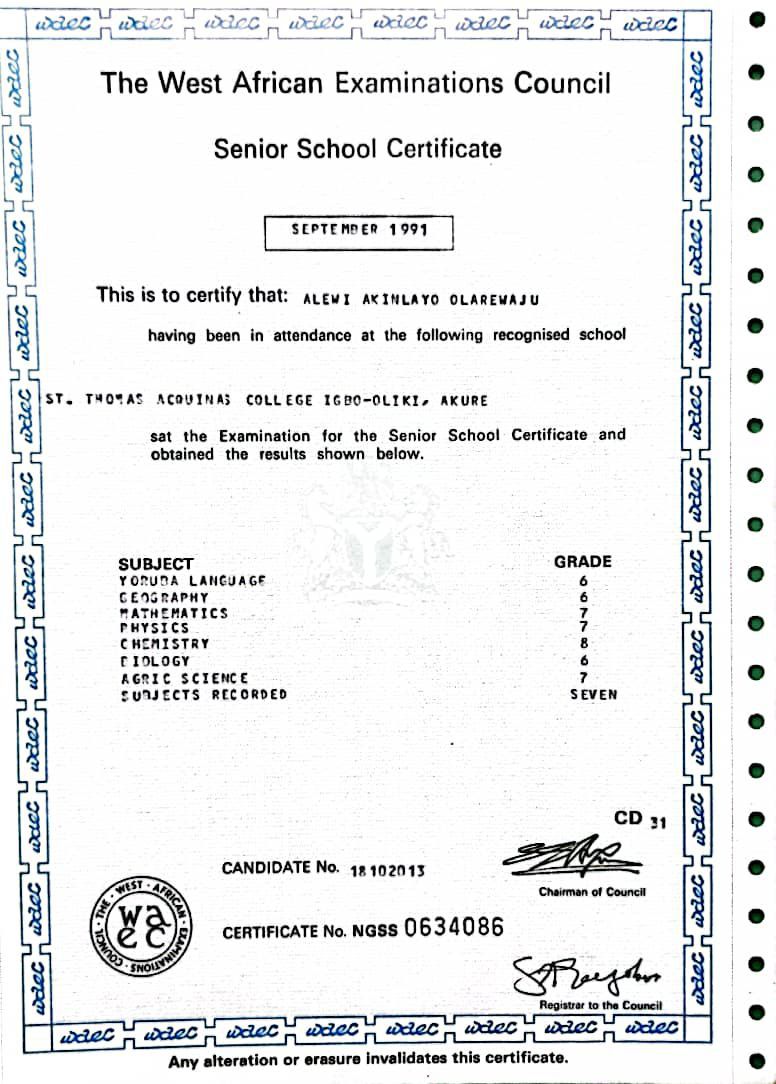 waec waec waec waec waec waec waec waec
The West African Examinations Council
Senior School Certificate
SEPTEMBER 1991
This is to certify that: ALEWI AKINLAYO OLAREWAJU
having been in attendance at the following recognised school
ST. THOMAS ACQUINAS COLLEGE IGBO-OLIKI, AKURE
sat the Examination for the Senior School Certificate and
obtained the results shown below.
SUBJECT GRADE
YORUBA LANGUAGE 6
GEOGRAPHY 6
MATHEMATICS 7
PHYSICS 7
CHEMISTRY 8
BIOLOGY 6
AGRIC SCIENCE 7
SUBJECTS RECORDED SEVEN
CD 31
CANDIDATE No. 18102013
Chairman of Council
THE · WEST · AFRICAN · EXAMINATIONS · COUNCIL
wa
ec
CERTIFICATE No. NGSS 0634086
Registrar to the Council
waec waec waec waec waec waec waec waec
Any alteration or erasure invalidates this certificate.